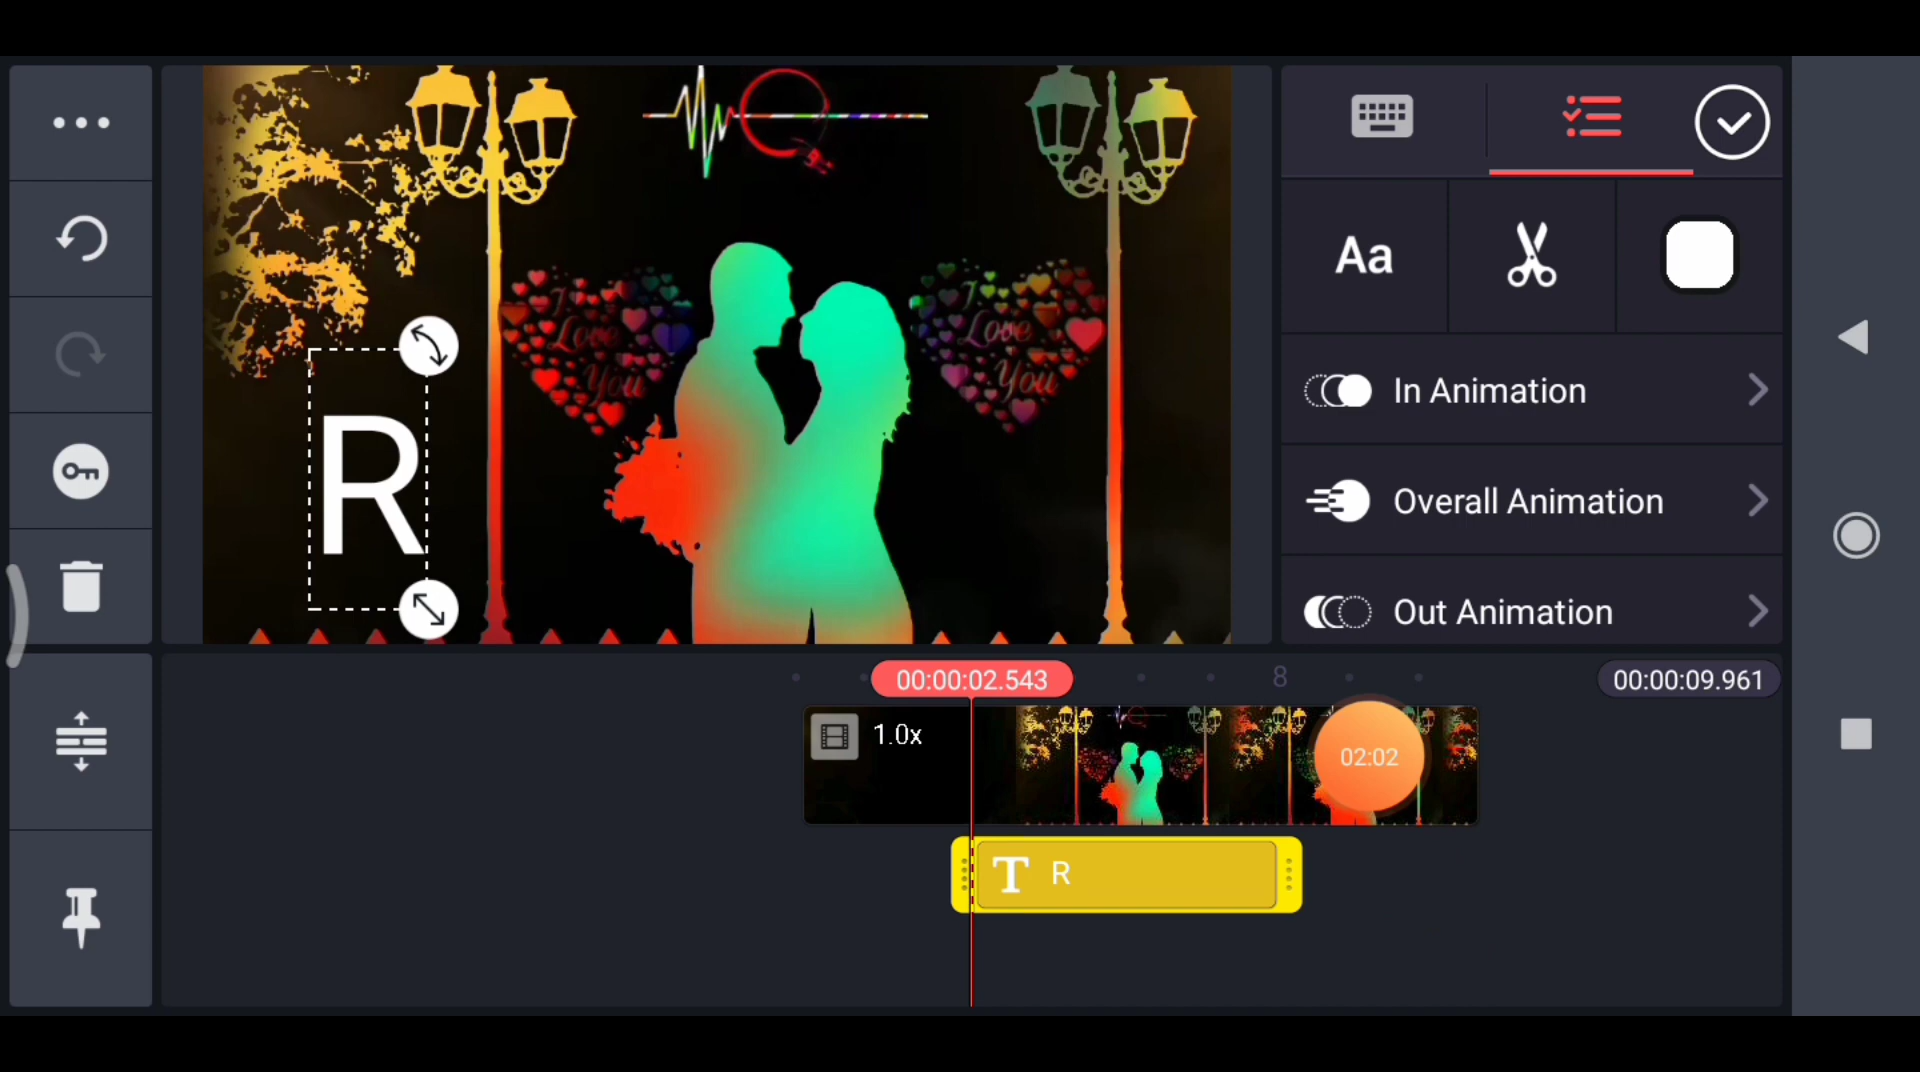 I
Love
You
I
Love
You
R
Aa
In Animation
Overall Animation
Out Animation
00:00:02.543
8
00:00:09.961
1.0x
02:02
T R